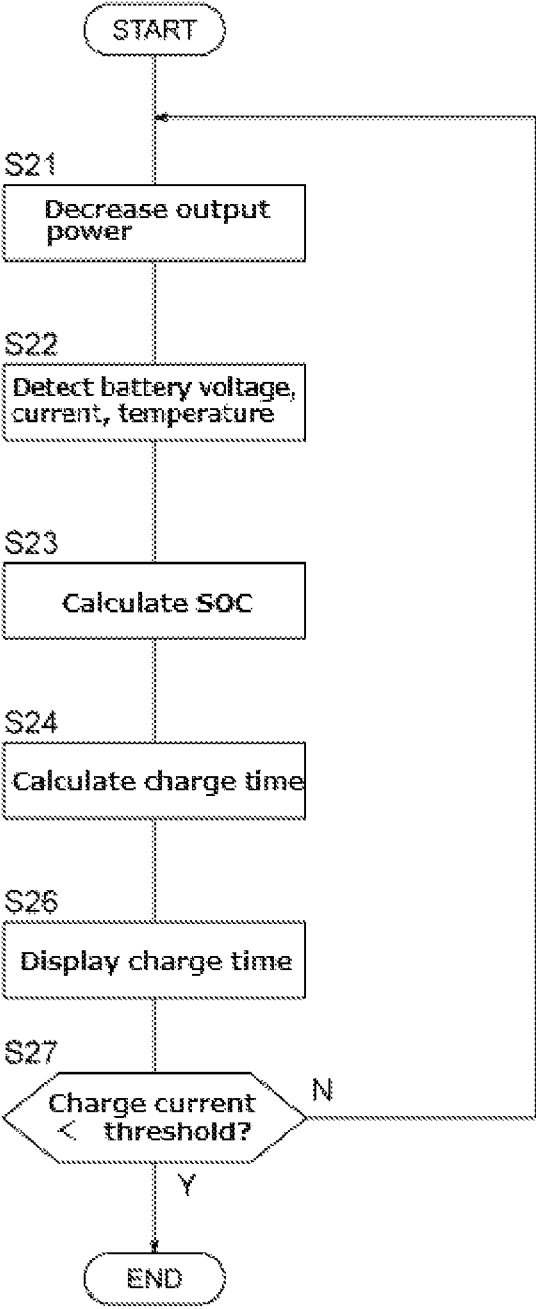 START
S21
Decrease output
power
S22
Detect battery voltage,
current, temperature
S23
Calculate SOC
S24
Calculate charge time
S26
Display charge time
S27
Charge current
< threshold?
N
Y
END